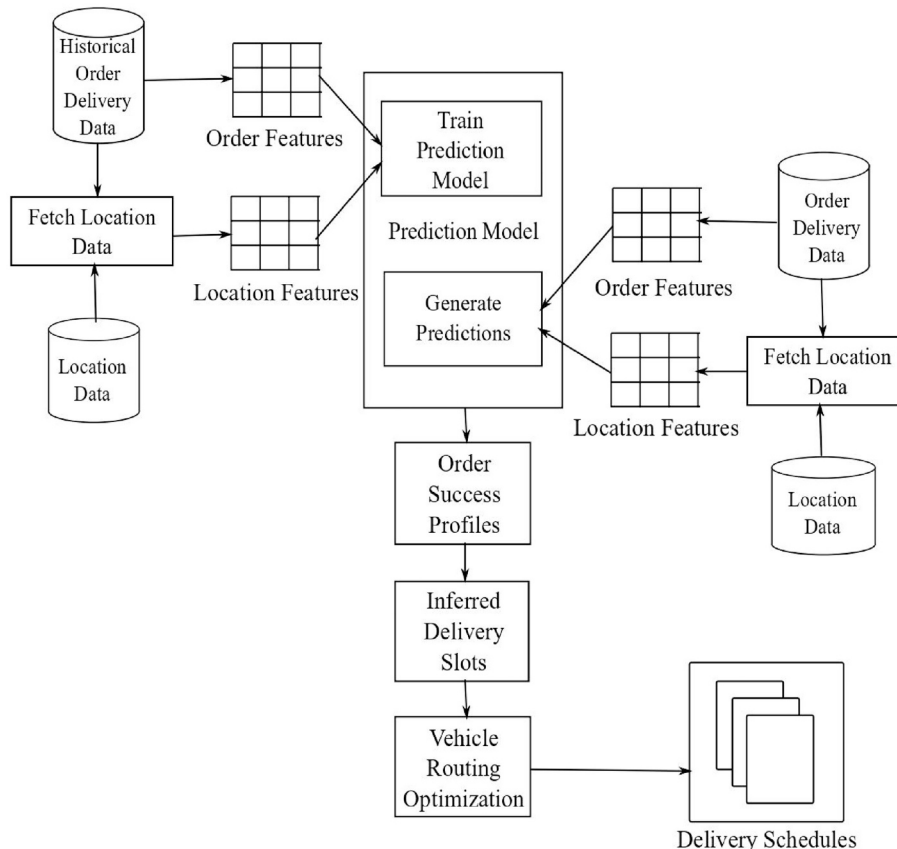 Historical
Order
Delivery
Data
Order Features
Fetch Location
Data
Location Features
Location
Data
Train
Prediction
Model
Prediction Model
Generate
Predictions
Order
Delivery
Data
Order Features
Fetch Location
Data
Location Features
Location
Data
Order
Success
Profiles
Inferred
Delivery
Slots
Vehicle
Routing
Optimization
Delivery Schedules